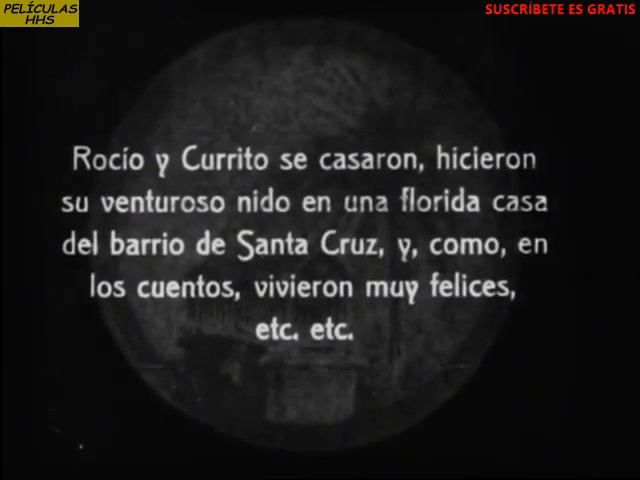 PELÍCULAS
HHS
SUSCRÍBETE ES GRATIS
Rocío y Currito se casaron, hicieron
su venturoso nido en una florida casa
del barrio de Santa Cruz, y, como, en
los cuentos, vivieron muy felices,
etc. etc.